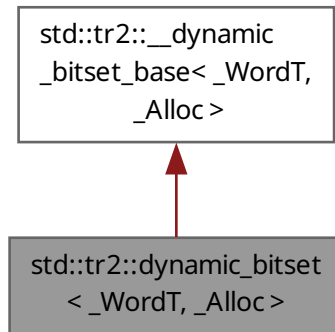 std::tr2::__dynamic
_bitset_base< _WordT,
_Alloc >
std::tr2::dynamic_bitset
< _WordT, _Alloc >